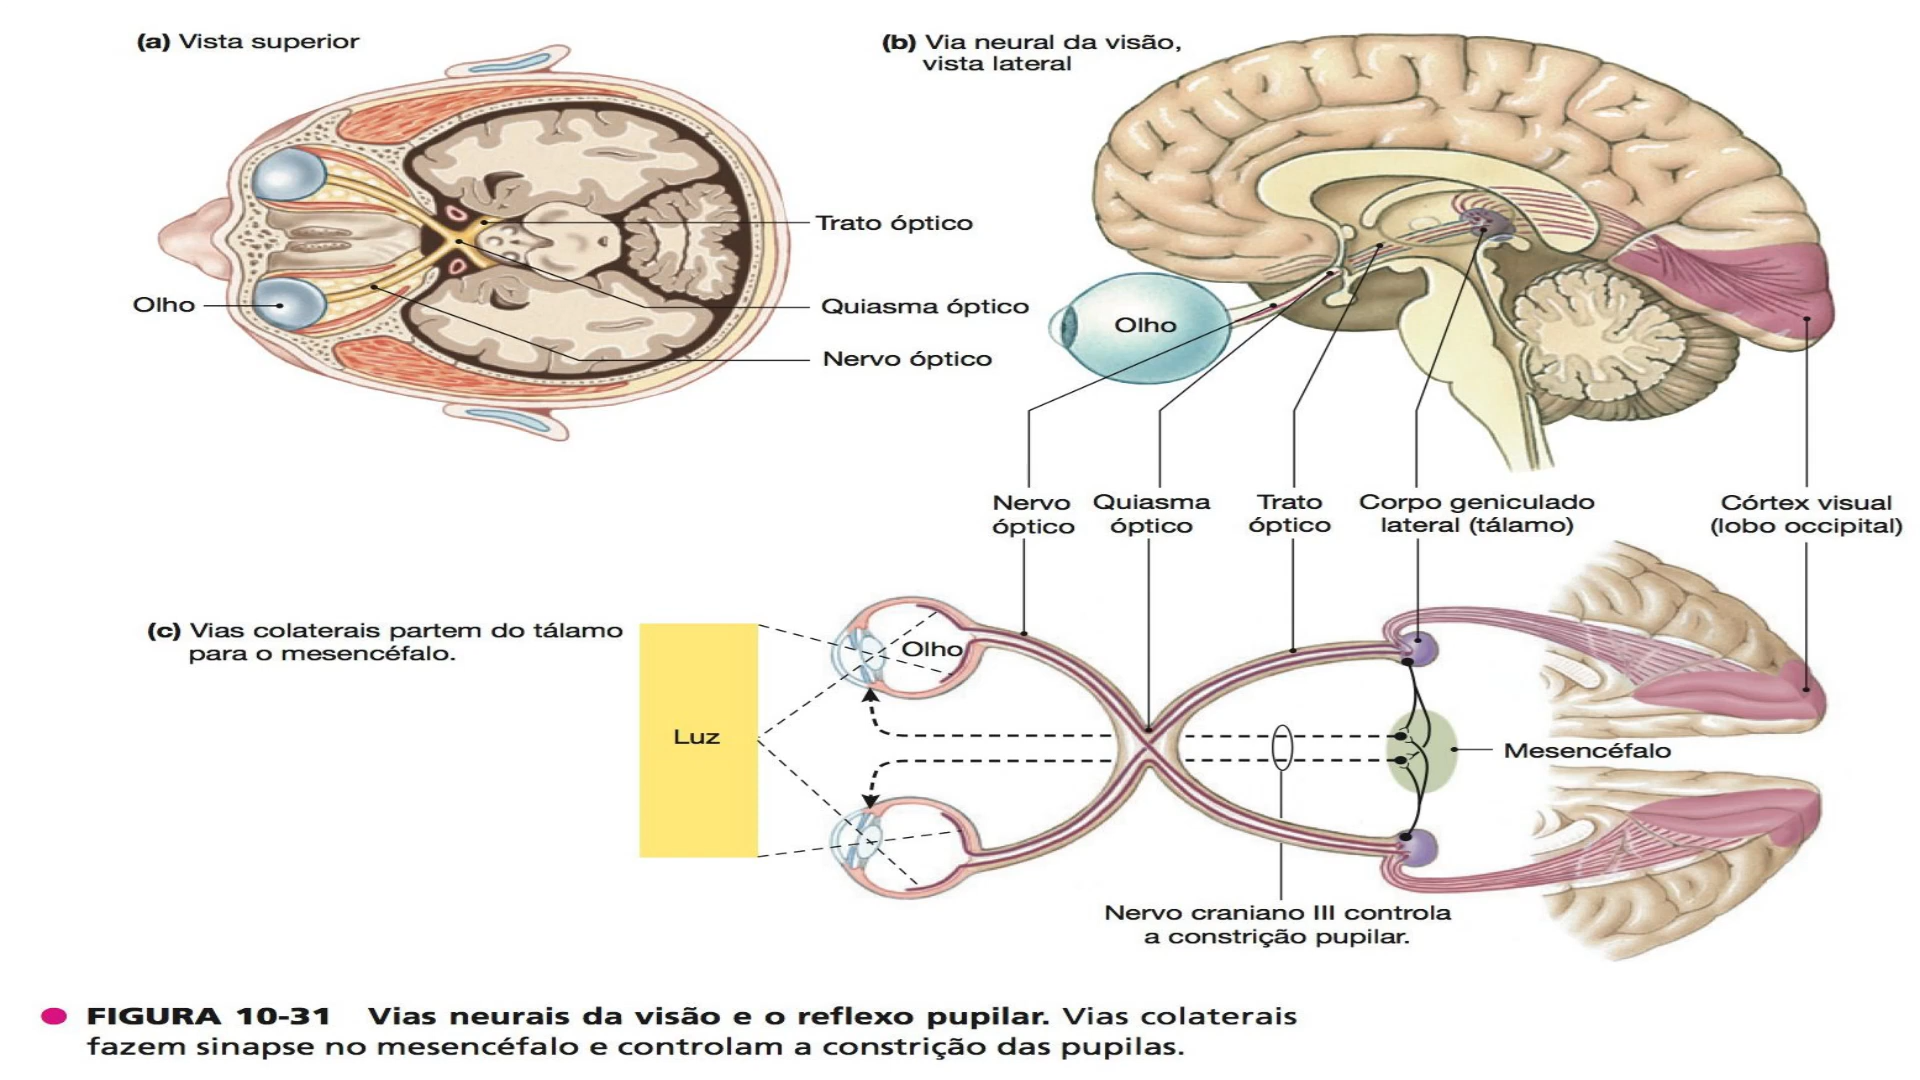 (a) Vista superior
Trato óptico
Olho
Quiasma óptico
Nervo óptico
(b) Via neural da visão,
vista lateral
Olho
Nervo
óptico
Quiasma
óptico
Trato
óptico
Corpo geniculado
lateral (tálamo)
Córtex visual
(lobo occipital)
(c) Vias colaterais partem do tálamo
para o mesencéfalo.
Olho
Luz
Mesencéfalo
Nervo craniano III controla
a constrição pupilar.
FIGURA 10-31 Vias neurais da visão e o reflexo pupilar. Vias colaterais
fazem sinapse no mesencéfalo e controlam a constrição das pupilas.